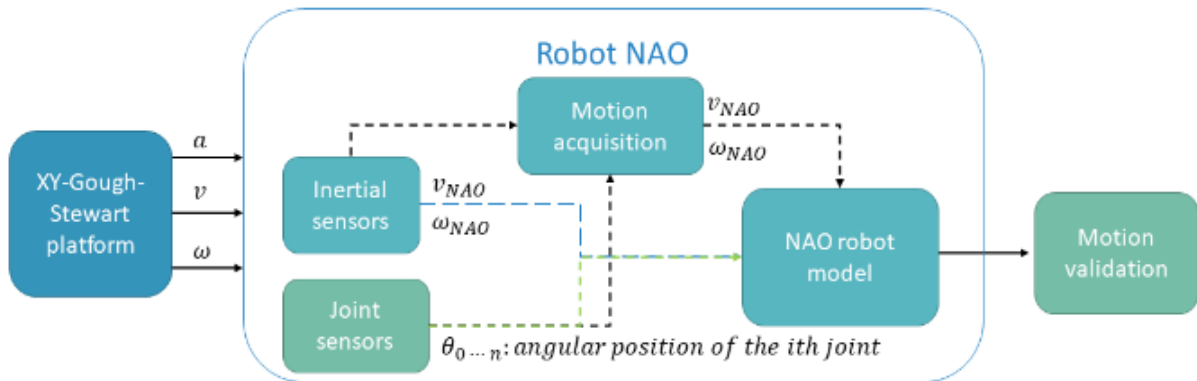 Robot NAO
XY-Gough-
Stewart
platform
a
v
ω
Motion
acquisition
v_NAO
ω_NAO
Inertial
sensors
v_NAO
ω_NAO
Joint
sensors
θ_0 … n: angular position of the ith joint
NAO robot
model
Motion
validation